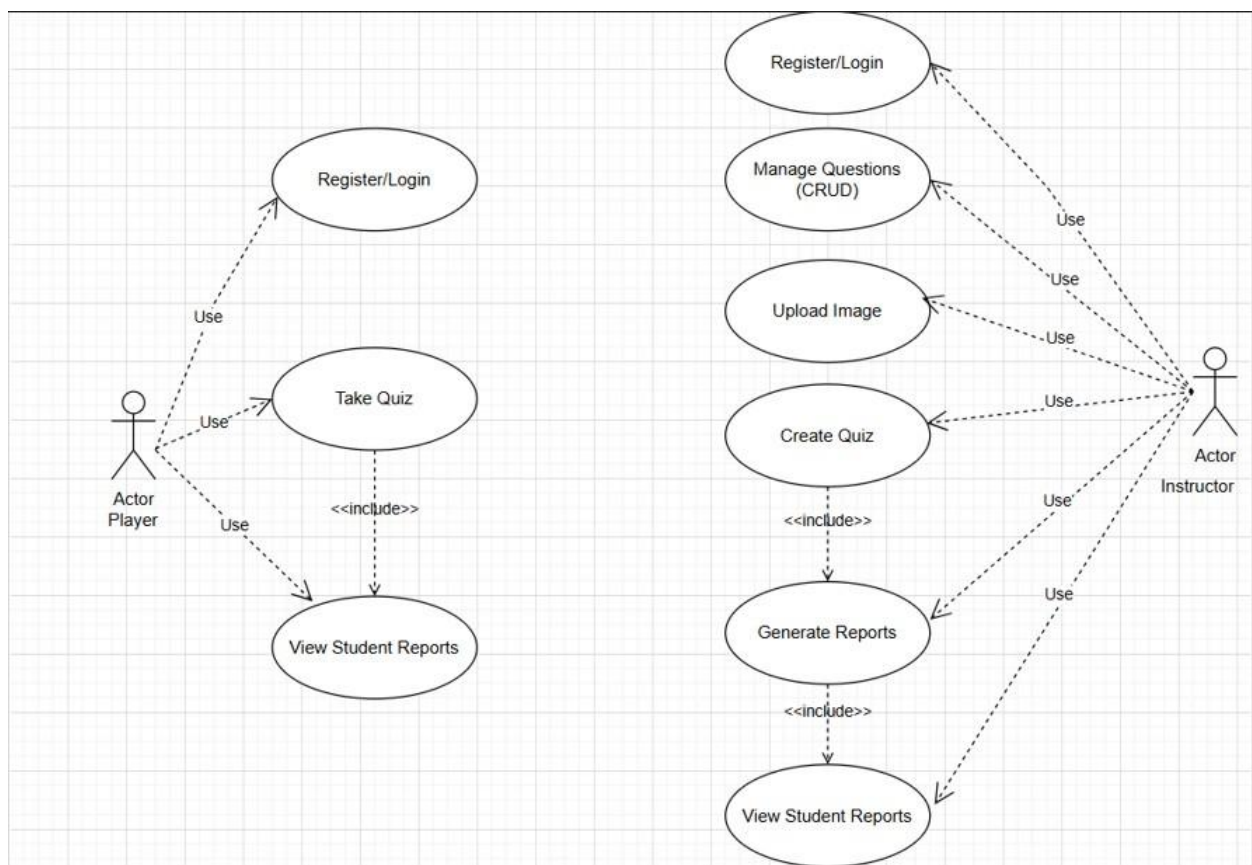 Register/Login
Use
Take Quiz
Use
Actor
Player
Use
<<include>>
View Student Reports
Register/Login
Manage Questions
(CRUD)
Upload Image
Create Quiz
<<include>>
Generate Reports
<<include>>
View Student Reports
Use
Use
Use
Use
Use
Use
Actor
Instructor